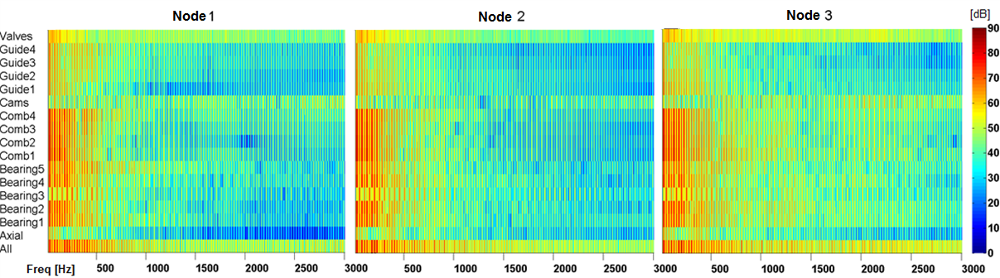 Node 1 Node 2 Node 3 [dB]
Valves 90
Guide4 80
Guide3
Guide2 70
Guide1
Cams 60
Comb4
Comb3 50
Comb2
Comb1 40
Bearing5
Bearing4 30
Bearing3
Bearing2 20
Bearing1
Axial 10
All 0
Freq [Hz] 500 1000 1500 2000 2500 3000 500 1000 1500 2000 2500 3000 500 1000 1500 2000 2500 3000